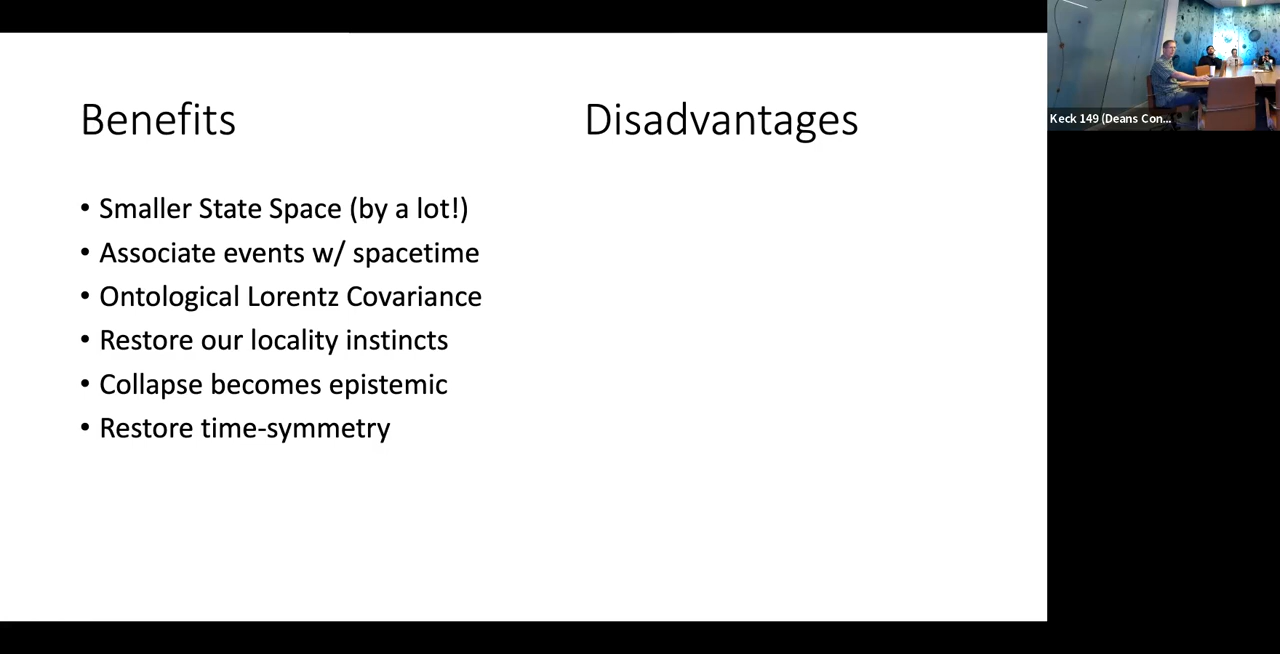 Benefits
Disadvantages
• Smaller State Space (by a lot!)
• Associate events w/ spacetime
• Ontological Lorentz Covariance
• Restore our locality instincts
• Collapse becomes epistemic
• Restore time-symmetry
Keck 149 (Deans Con...